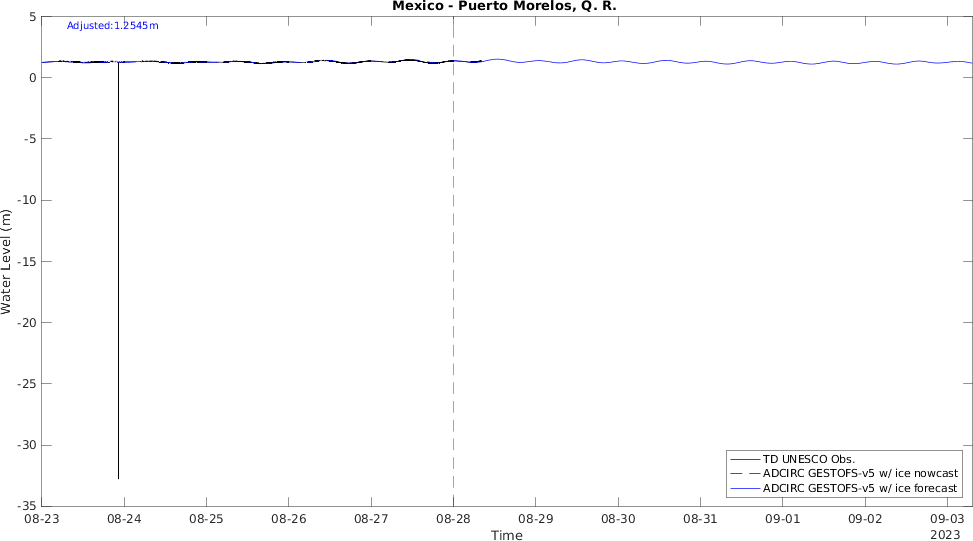 Mexico - Puerto Morelos, Q. R.
Adjusted:1.2545m
5
0
-5
-10
-15
-20
-25
-30
-35
Water Level (m)
08-23 08-24 08-25 08-26 08-27 08-28 08-29 08-30 08-31 09-01 09-02 09-03
2023
Time
TD UNESCO Obs.
ADCIRC GESTOFS-v5 w/ ice nowcast
ADCIRC GESTOFS-v5 w/ ice forecast